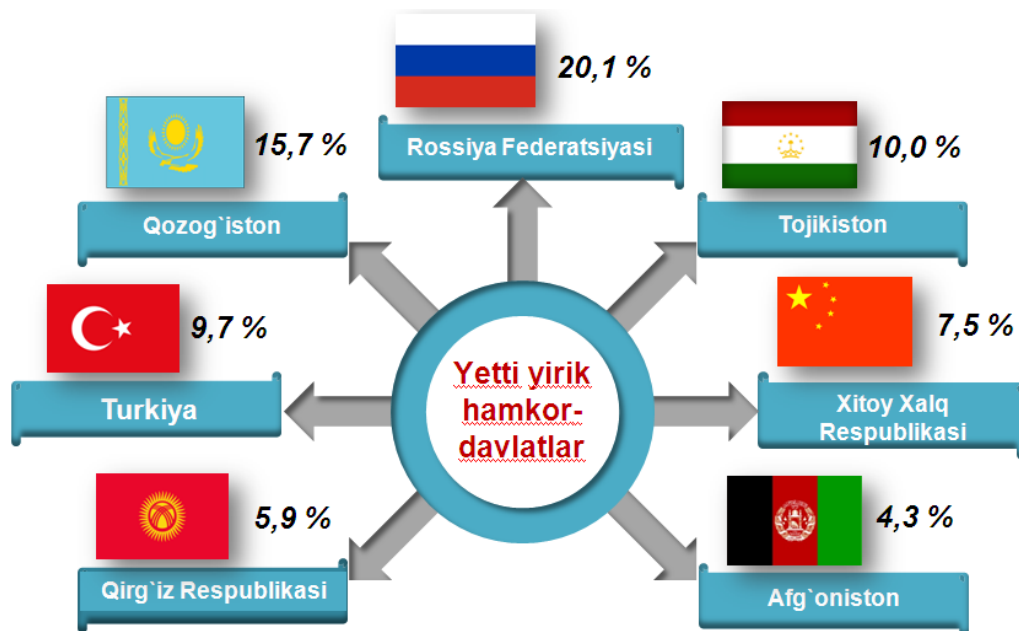 20,1 %
Rossiya Federatsiyasi
15,7 %
Qozog`iston
10,0 %
Tojikiston
9,7 %
Turkiya
7,5 %
Xitoy Xalq
Respublikasi
Yetti yirik
hamkor-
davlatlar
5,9 %
Qirg`iz Respublikasi
4,3 %
Afg`oniston